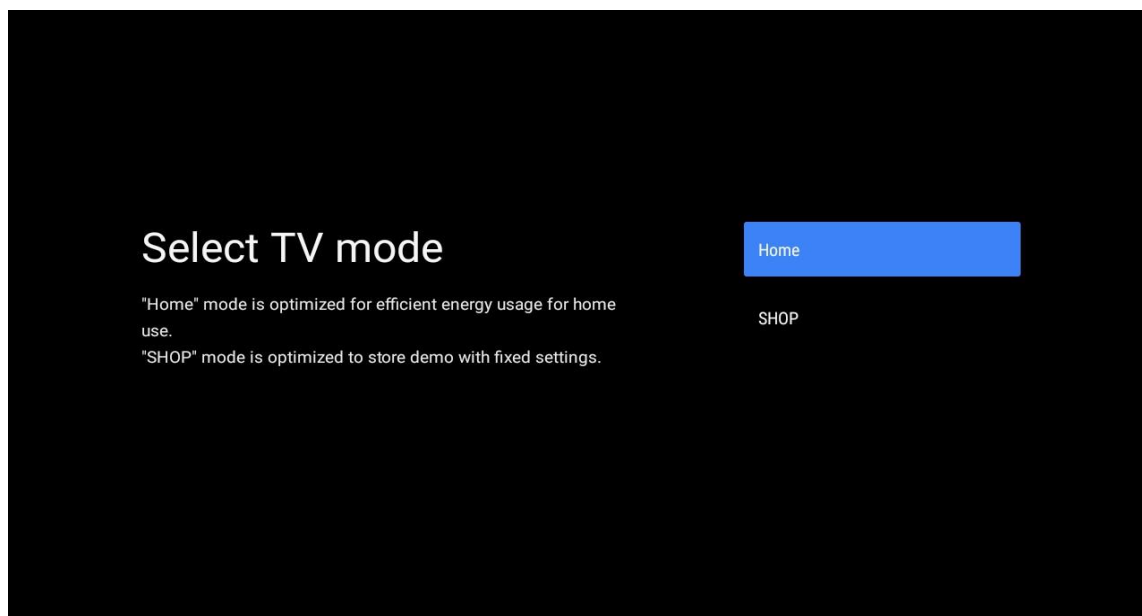 Select TV mode
"Home" mode is optimized for efficient energy usage for home
use.
"SHOP" mode is optimized to store demo with fixed settings.
Home
SHOP